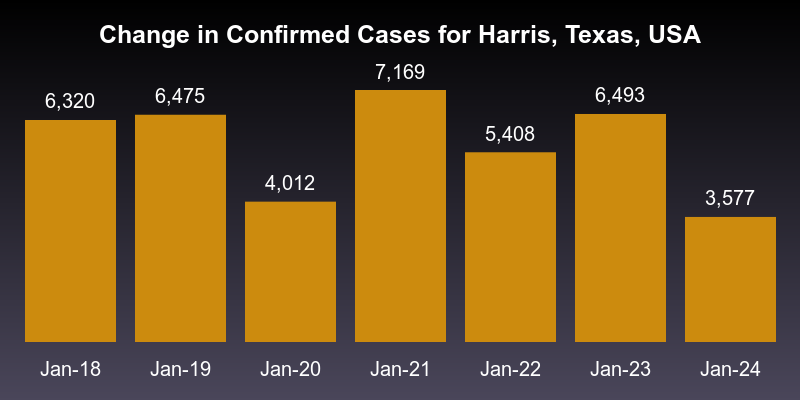 Change in Confirmed Cases for Harris, Texas, USA
6,320
6,475
4,012
7,169
5,408
6,493
3,577
Jan-18
Jan-19
Jan-20
Jan-21
Jan-22
Jan-23
Jan-24